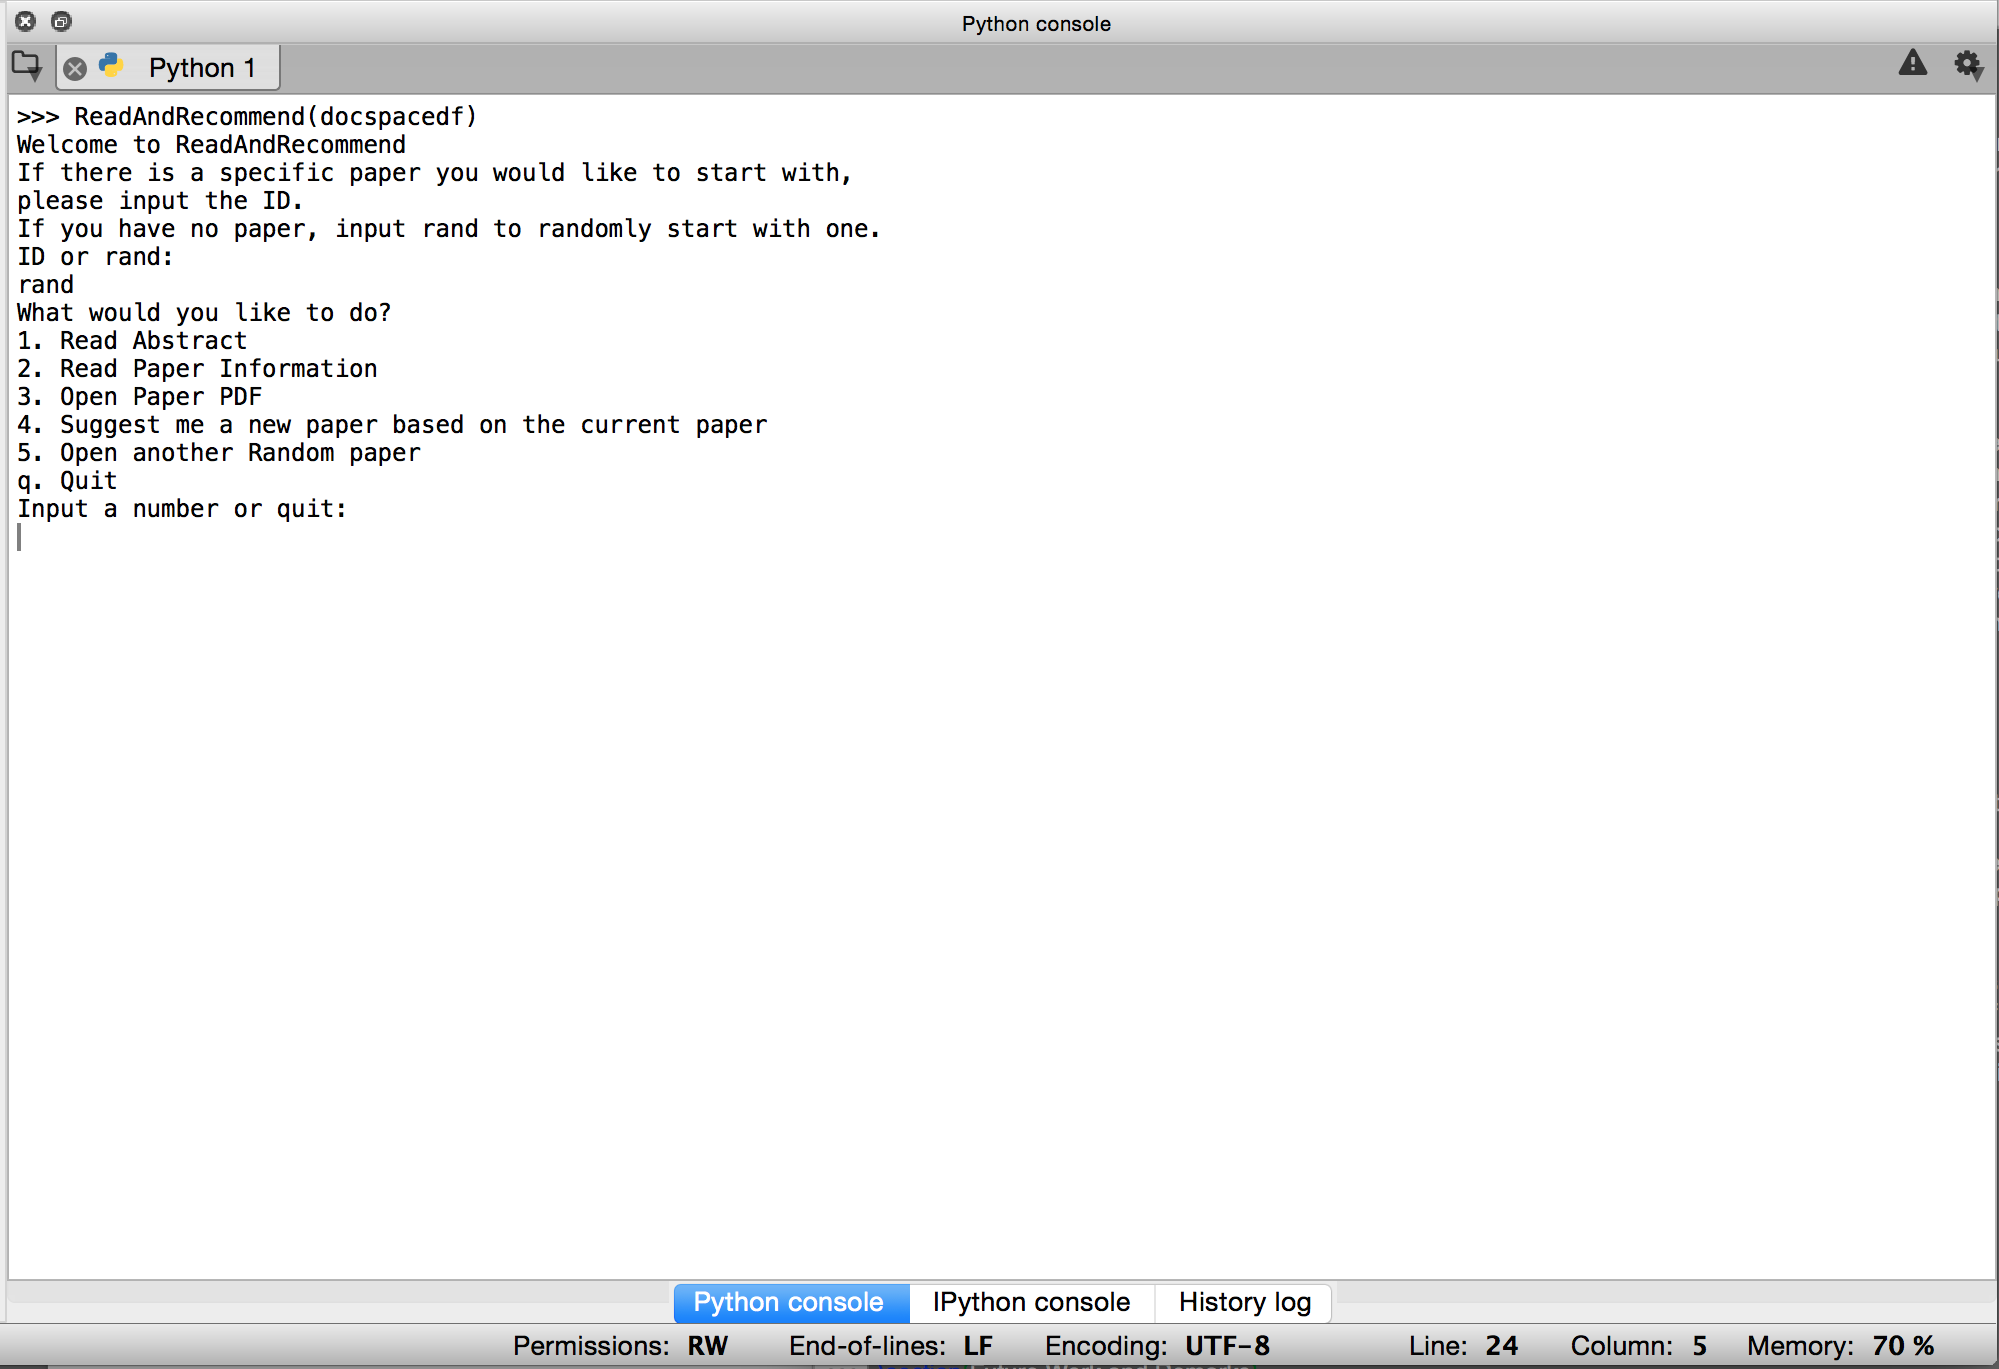 Python console
Python 1
>>> ReadAndRecommend(docspacedf)
Welcome to ReadAndRecommend
If there is a specific paper you would like to start with,
please input the ID.
If you have no paper, input rand to randomly start with one.
ID or rand:
rand
What would you like to do?
1. Read Abstract
2. Read Paper Information
3. Open Paper PDF
4. Suggest me a new paper based on the current paper
5. Open another Random paper
q. Quit
Input a number or quit:
Python console IPython console History log
Permissions: RW End-of-lines: LF Encoding: UTF-8 Line: 24 Column: 5 Memory: 70 %